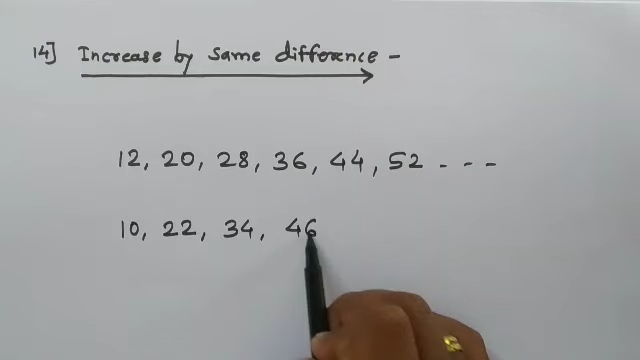 14] Increase by same difference -
12, 20, 28, 36, 44, 52 - - -
10, 22, 34, 46